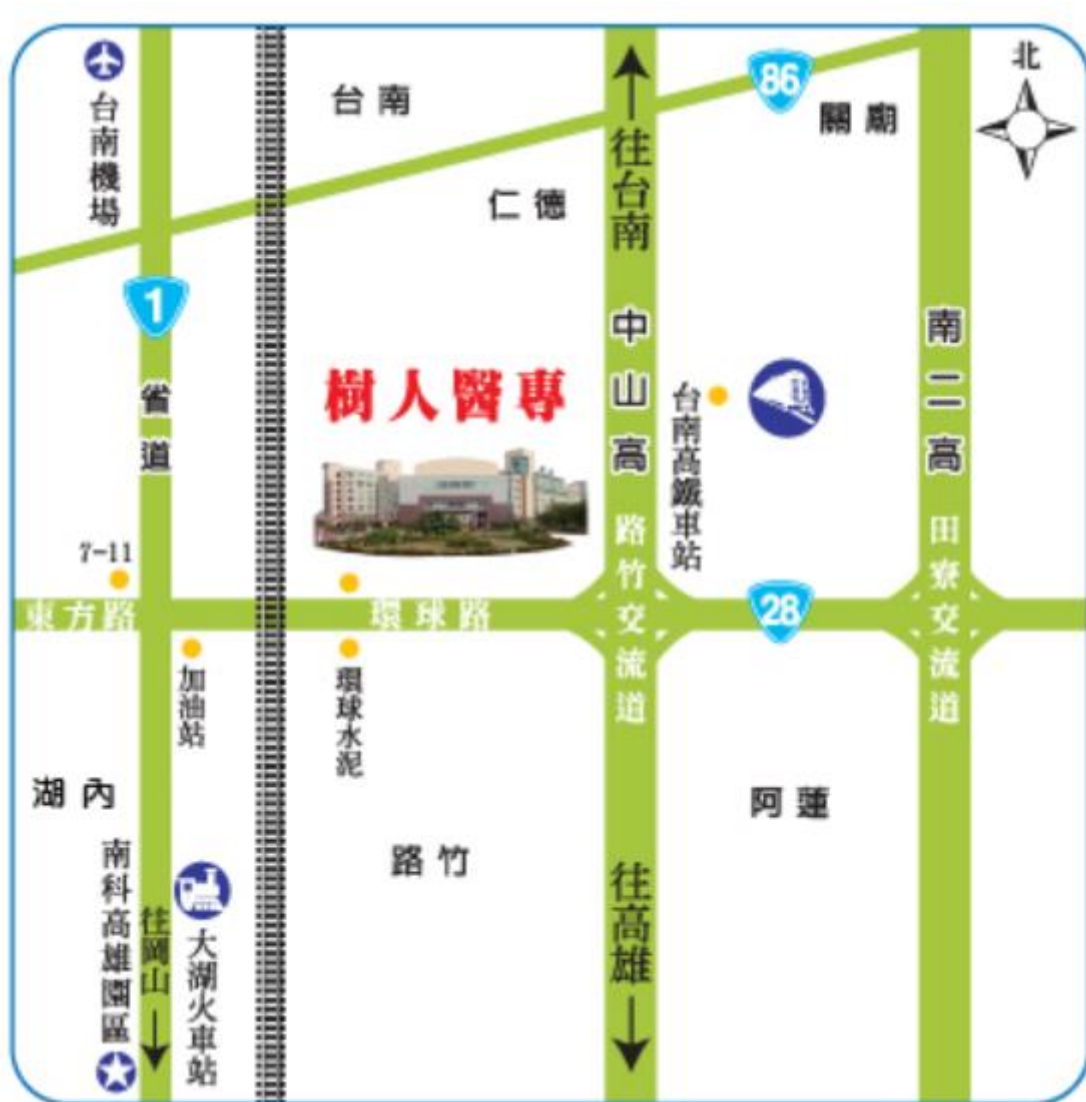 北
86
台南機場
台南
關廟
往台南
仁德
1
省道
樹人醫專
中山高
台南高鐵車站
南二高
7-11
路竹交流道
田寮交流道
東方路
環球路
28
加油站
環球水泥
湖內
阿蓮
路竹
南科高雄園區
往岡山
大湖火車站
往高雄